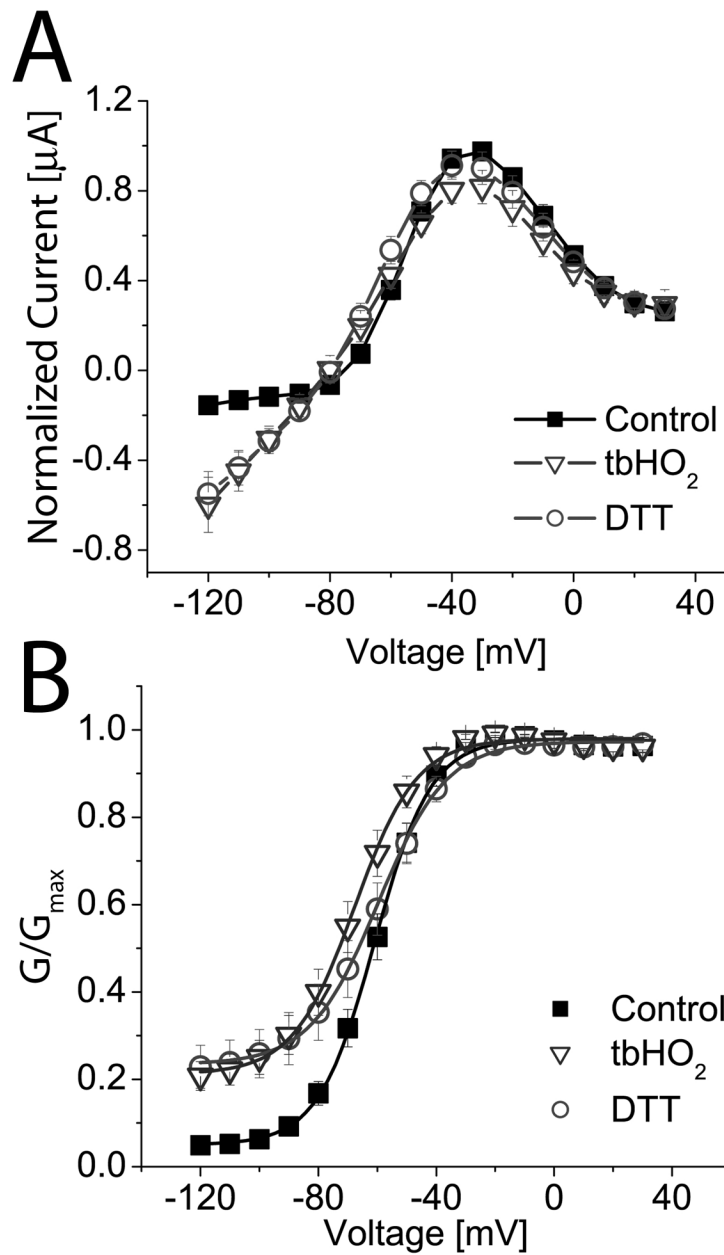 A
Normalized Current [μA]
1.2
0.8
0.4
0.0
-0.4
-0.8
Control
tbHO2
DTT
-120
-80
-40
0
40
Voltage [mV]
B
G/Gmax
1.0
0.8
0.6
0.4
0.2
0.0
Control
tbHO2
DTT
-120
-80
-40
0
40
Voltage [mV]